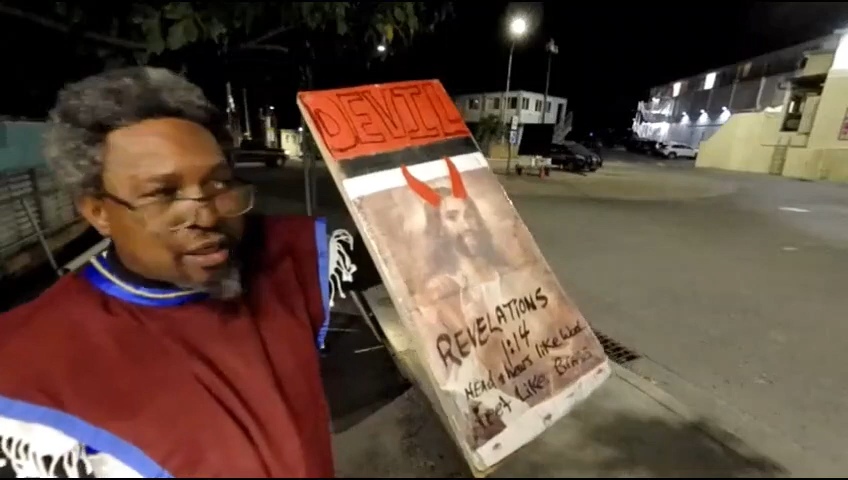 DEVIL
REVELATIONS
1:14
HEAD & HAIRS LIKE Wool
FEET LIKE BRASS